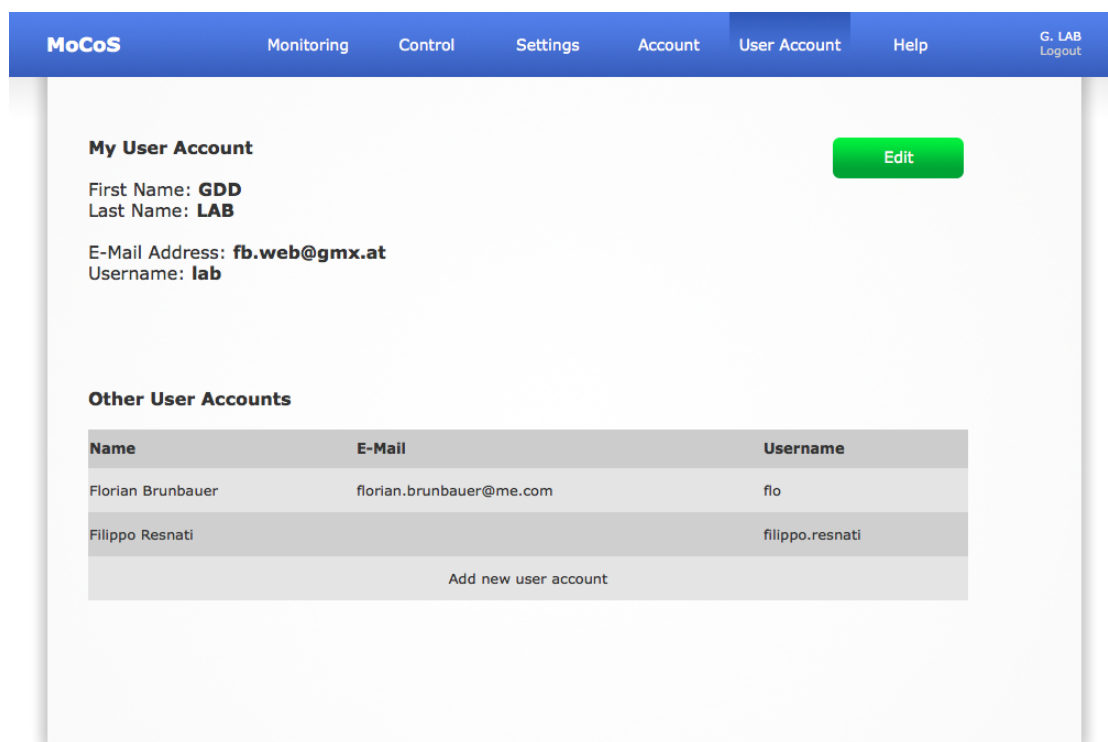 MoCoS Monitoring Control Settings Account User Account Help G. LAB
Logout
My User Account Edit
First Name: GDD
Last Name: LAB
E-Mail Address: fb.web@gmx.at
Username: lab
Other User Accounts
Name E-Mail Username
Florian Brunbauer florian.brunbauer@me.com flo
Filippo Resnati filippo.resnati
Add new user account